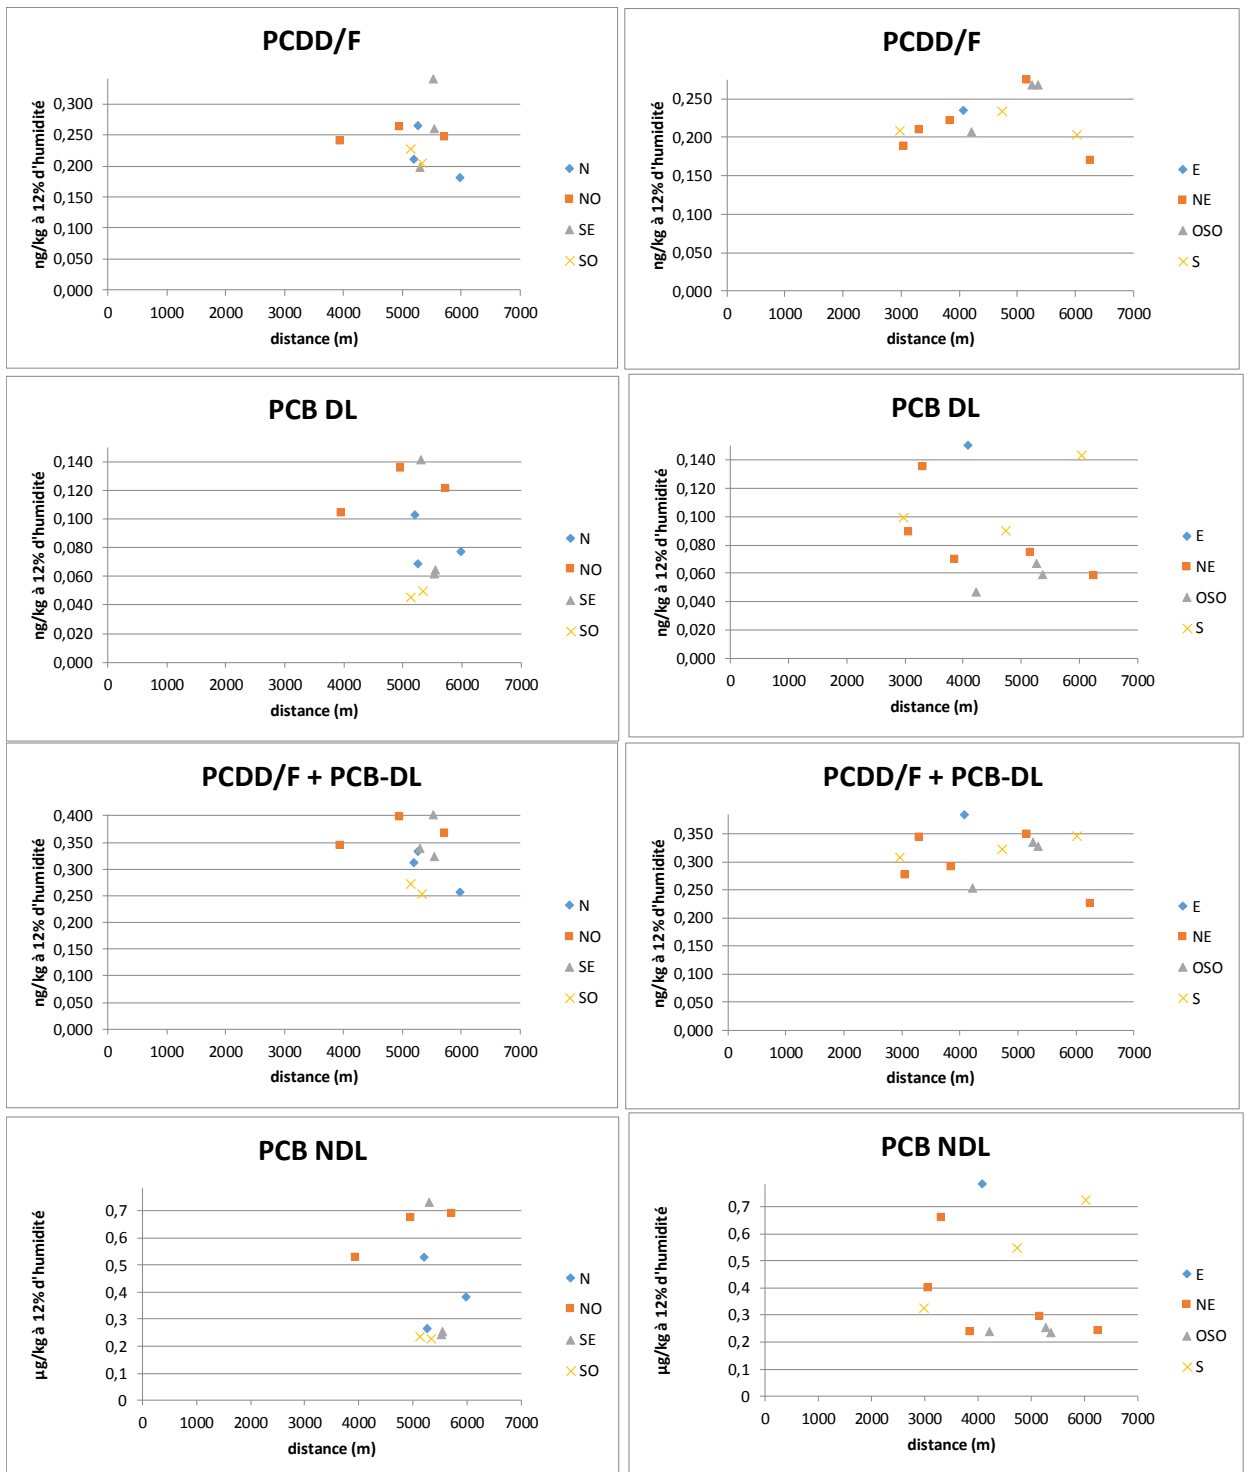 PCDD/F
ng/kg à 12% d'humidité
0,300
0,250
0,200
0,150
0,100
0,050
0,000
0 1000 2000 3000 4000 5000 6000 7000
distance (m)
N
NO
SE
SO
PCDD/F
ng/kg à 12% d'humidité
0,250
0,200
0,150
0,100
0,050
0,000
0 1000 2000 3000 4000 5000 6000 7000
distance (m)
E
NE
OSO
S
PCB DL
ng/kg à 12% d'humidité
0,140
0,120
0,100
0,080
0,060
0,040
0,020
0,000
0 1000 2000 3000 4000 5000 6000 7000
distance (m)
N
NO
SE
SO
PCB DL
ng/kg à 12% d'humidité
0,140
0,120
0,100
0,080
0,060
0,040
0,020
0,000
0 1000 2000 3000 4000 5000 6000 7000
distance (m)
E
NE
OSO
S
PCDD/F + PCB-DL
ng/kg à 12% d'humidité
0,400
0,350
0,300
0,250
0,200
0,150
0,100
0,050
0,000
0 1000 2000 3000 4000 5000 6000 7000
distance (m)
N
NO
SE
SO
PCDD/F + PCB-DL
ng/kg à 12% d'humidité
0,350
0,300
0,250
0,200
0,150
0,100
0,050
0,000
0 1000 2000 3000 4000 5000 6000 7000
distance (m)
E
NE
OSO
S
PCB NDL
µg/kg à 12% d'humidité
0,7
0,6
0,5
0,4
0,3
0,2
0,1
0
0 1000 2000 3000 4000 5000 6000 7000
distance (m)
N
NO
SE
SO
PCB NDL
µg/kg à 12% d'humidité
0,7
0,6
0,5
0,4
0,3
0,2
0,1
0
0 1000 2000 3000 4000 5000 6000 7000
distance (m)
E
NE
OSO
S